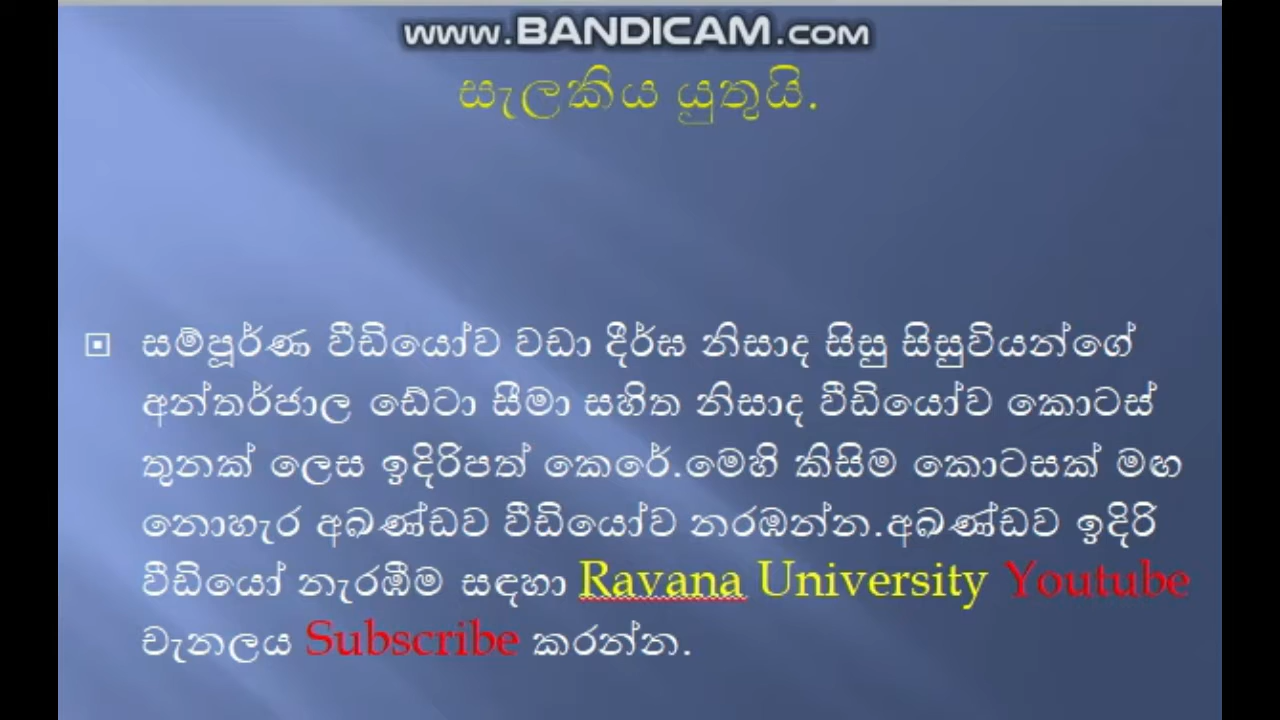 www.BANDICAM.com
සැලකිය යුතුයි.
සම්පූර්ණ වීඩියෝව වඩා දීර්ඝ නිසාද සිසු සිසුවියන්ගේ
අන්තර්ජාල ඩේටා සීමා සහිත නිසාද වීඩියෝව කොටස්
තුනක් ලෙස ඉදිරිපත් කෙරේ.මෙහි කිසිම කොටසක් මඟ
නොහැර අඛණ්ඩව වීඩියෝව නරඹන්න.අඛණ්ඩව ඉදිරි
වීඩියෝ නැරඹීම සඳහා Ravana University Youtube
චැනලය Subscribe කරන්න.